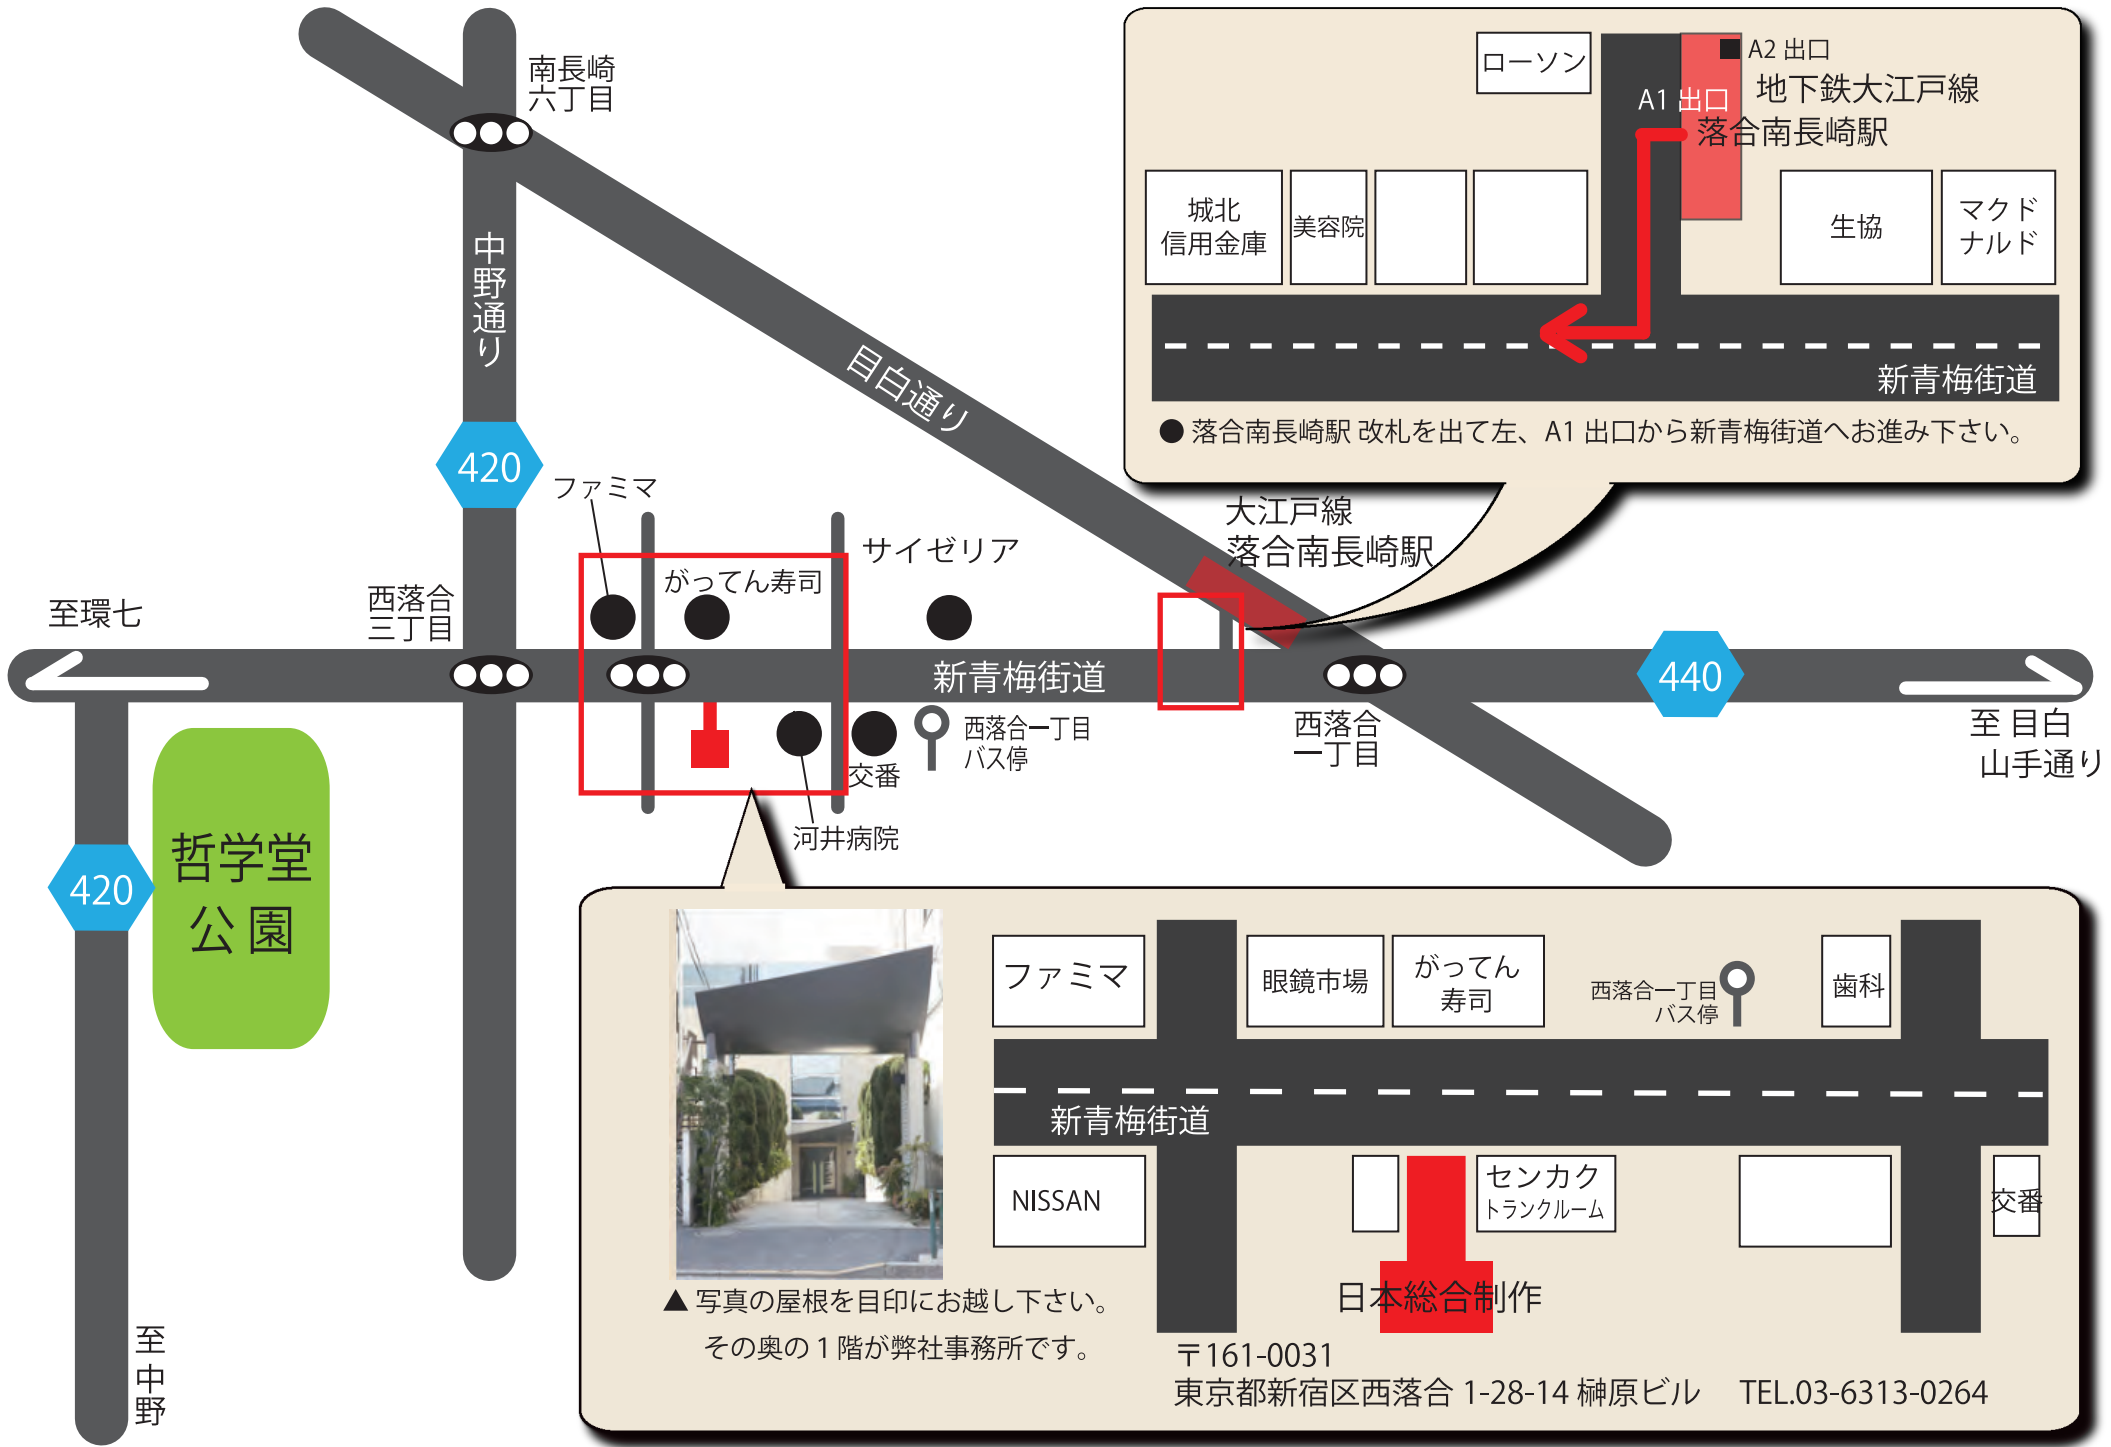 南長崎
六丁目
中野通り
目白通り
420
ファミマ
がってん寿司
サイゼリア
大江戸線
落合南長崎駅
至環七
西落合
三丁目
新青梅街道
440
西落合一丁目
バス停
交番
河井病院
西落合
一丁目
至 目白
山手通り
哲学堂
公 園
420
至 中野
ローソン
A2 出口
地下鉄大江戸線
A1 出口
落合南長崎駅
城北
信用金庫
美容院
生協
マクド
ナルド
新青梅街道
● 落合南長崎駅 改札を出て左、A1 出口から新青梅街道へお進み下さい。
ファミマ
眼鏡市場
がってん
寿司
西落合一丁目
バス停
歯科
新青梅街道
NISSAN
センカク
トランクルーム
交番
日本総合制作
▲ 写真の屋根を目印にお越し下さい。
その奥の 1 階が弊社事務所です。
〒161-0031
東京都新宿区西落合 1-28-14 榊原ビル TEL.03-6313-0264